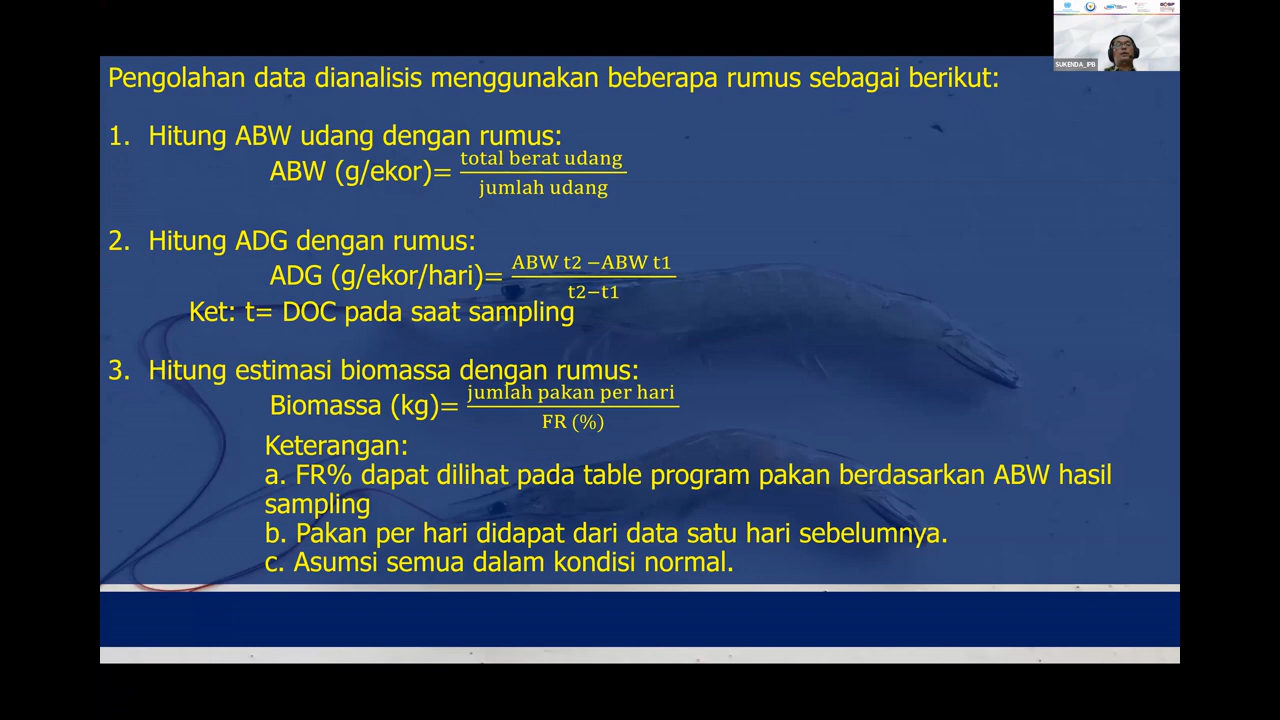 Pengolahan data dianalisis menggunakan beberapa rumus sebagai berikut:
1. Hitung ABW udang dengan rumus:
ABW (g/ekor)= total berat udang
jumlah udang
2. Hitung ADG dengan rumus:
ADG (g/ekor/hari)= ABW t2 −ABW t1
t2−t1
Ket: t= DOC pada saat sampling
3. Hitung estimasi biomassa dengan rumus:
Biomassa (kg)= jumlah pakan per hari
FR (%)
Keterangan:
a. FR% dapat dilihat pada table program pakan berdasarkan ABW hasil
sampling
b. Pakan per hari didapat dari data satu hari sebelumnya.
c. Asumsi semua dalam kondisi normal.
SUKENDA_IPB